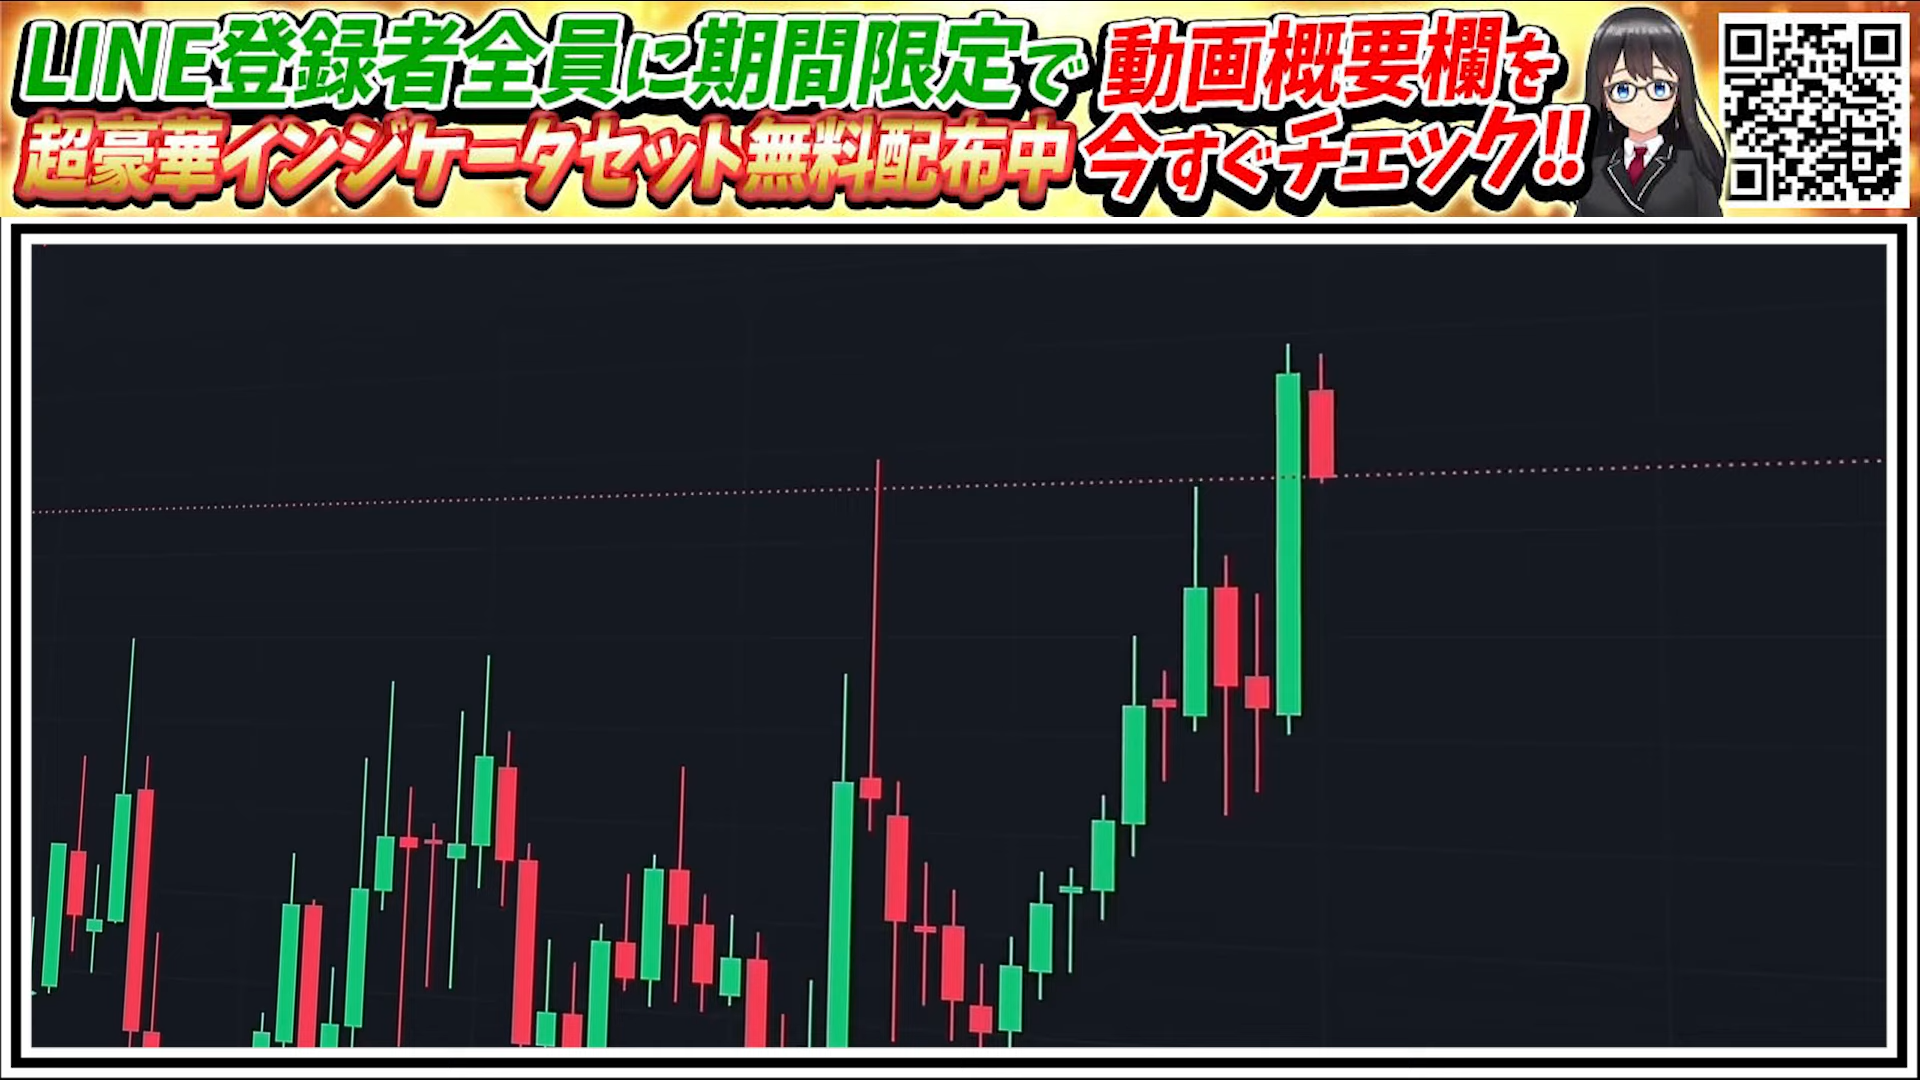 LINE登録者全員に期間限定で
超豪華インジケータセット無料配布中
動画概要欄を
今すぐチェック!!